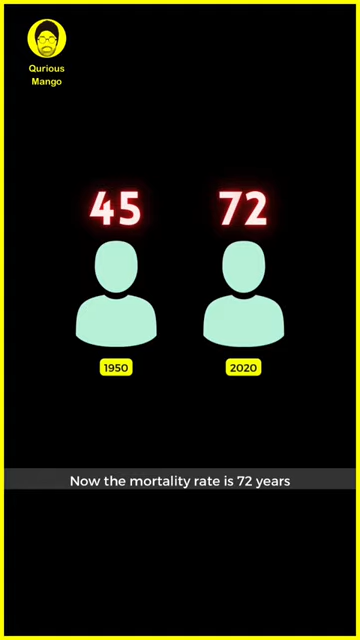 Qurious
Mango
45 72
1950 2020
Now the mortality rate is 72 years